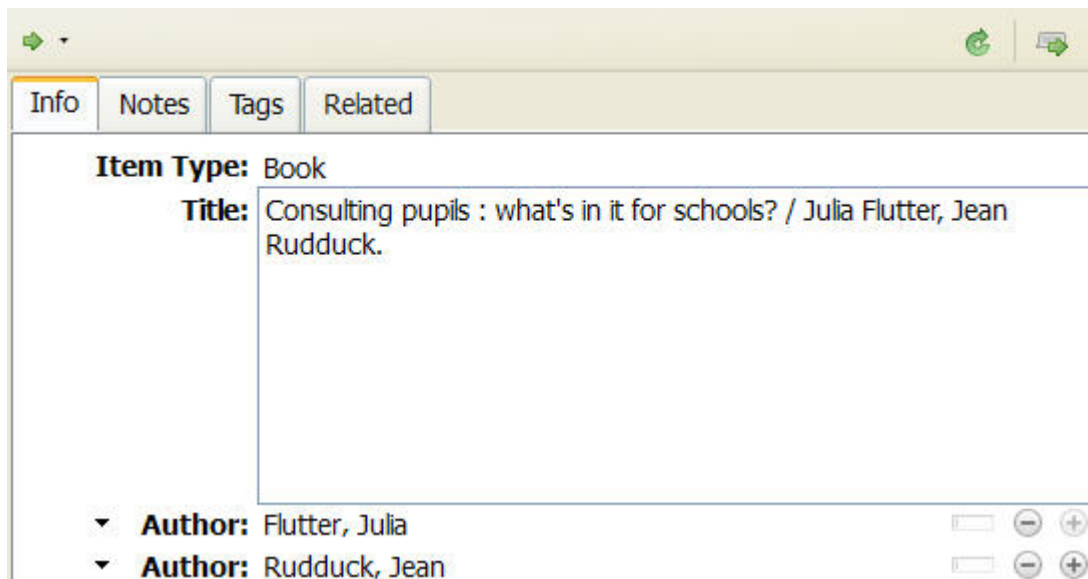 Info Notes Tags Related
Item Type: Book
Title: Consulting pupils : what's in it for schools? / Julia Flutter, Jean
Rudduck.
Author: Flutter, Julia
Author: Rudduck, Jean